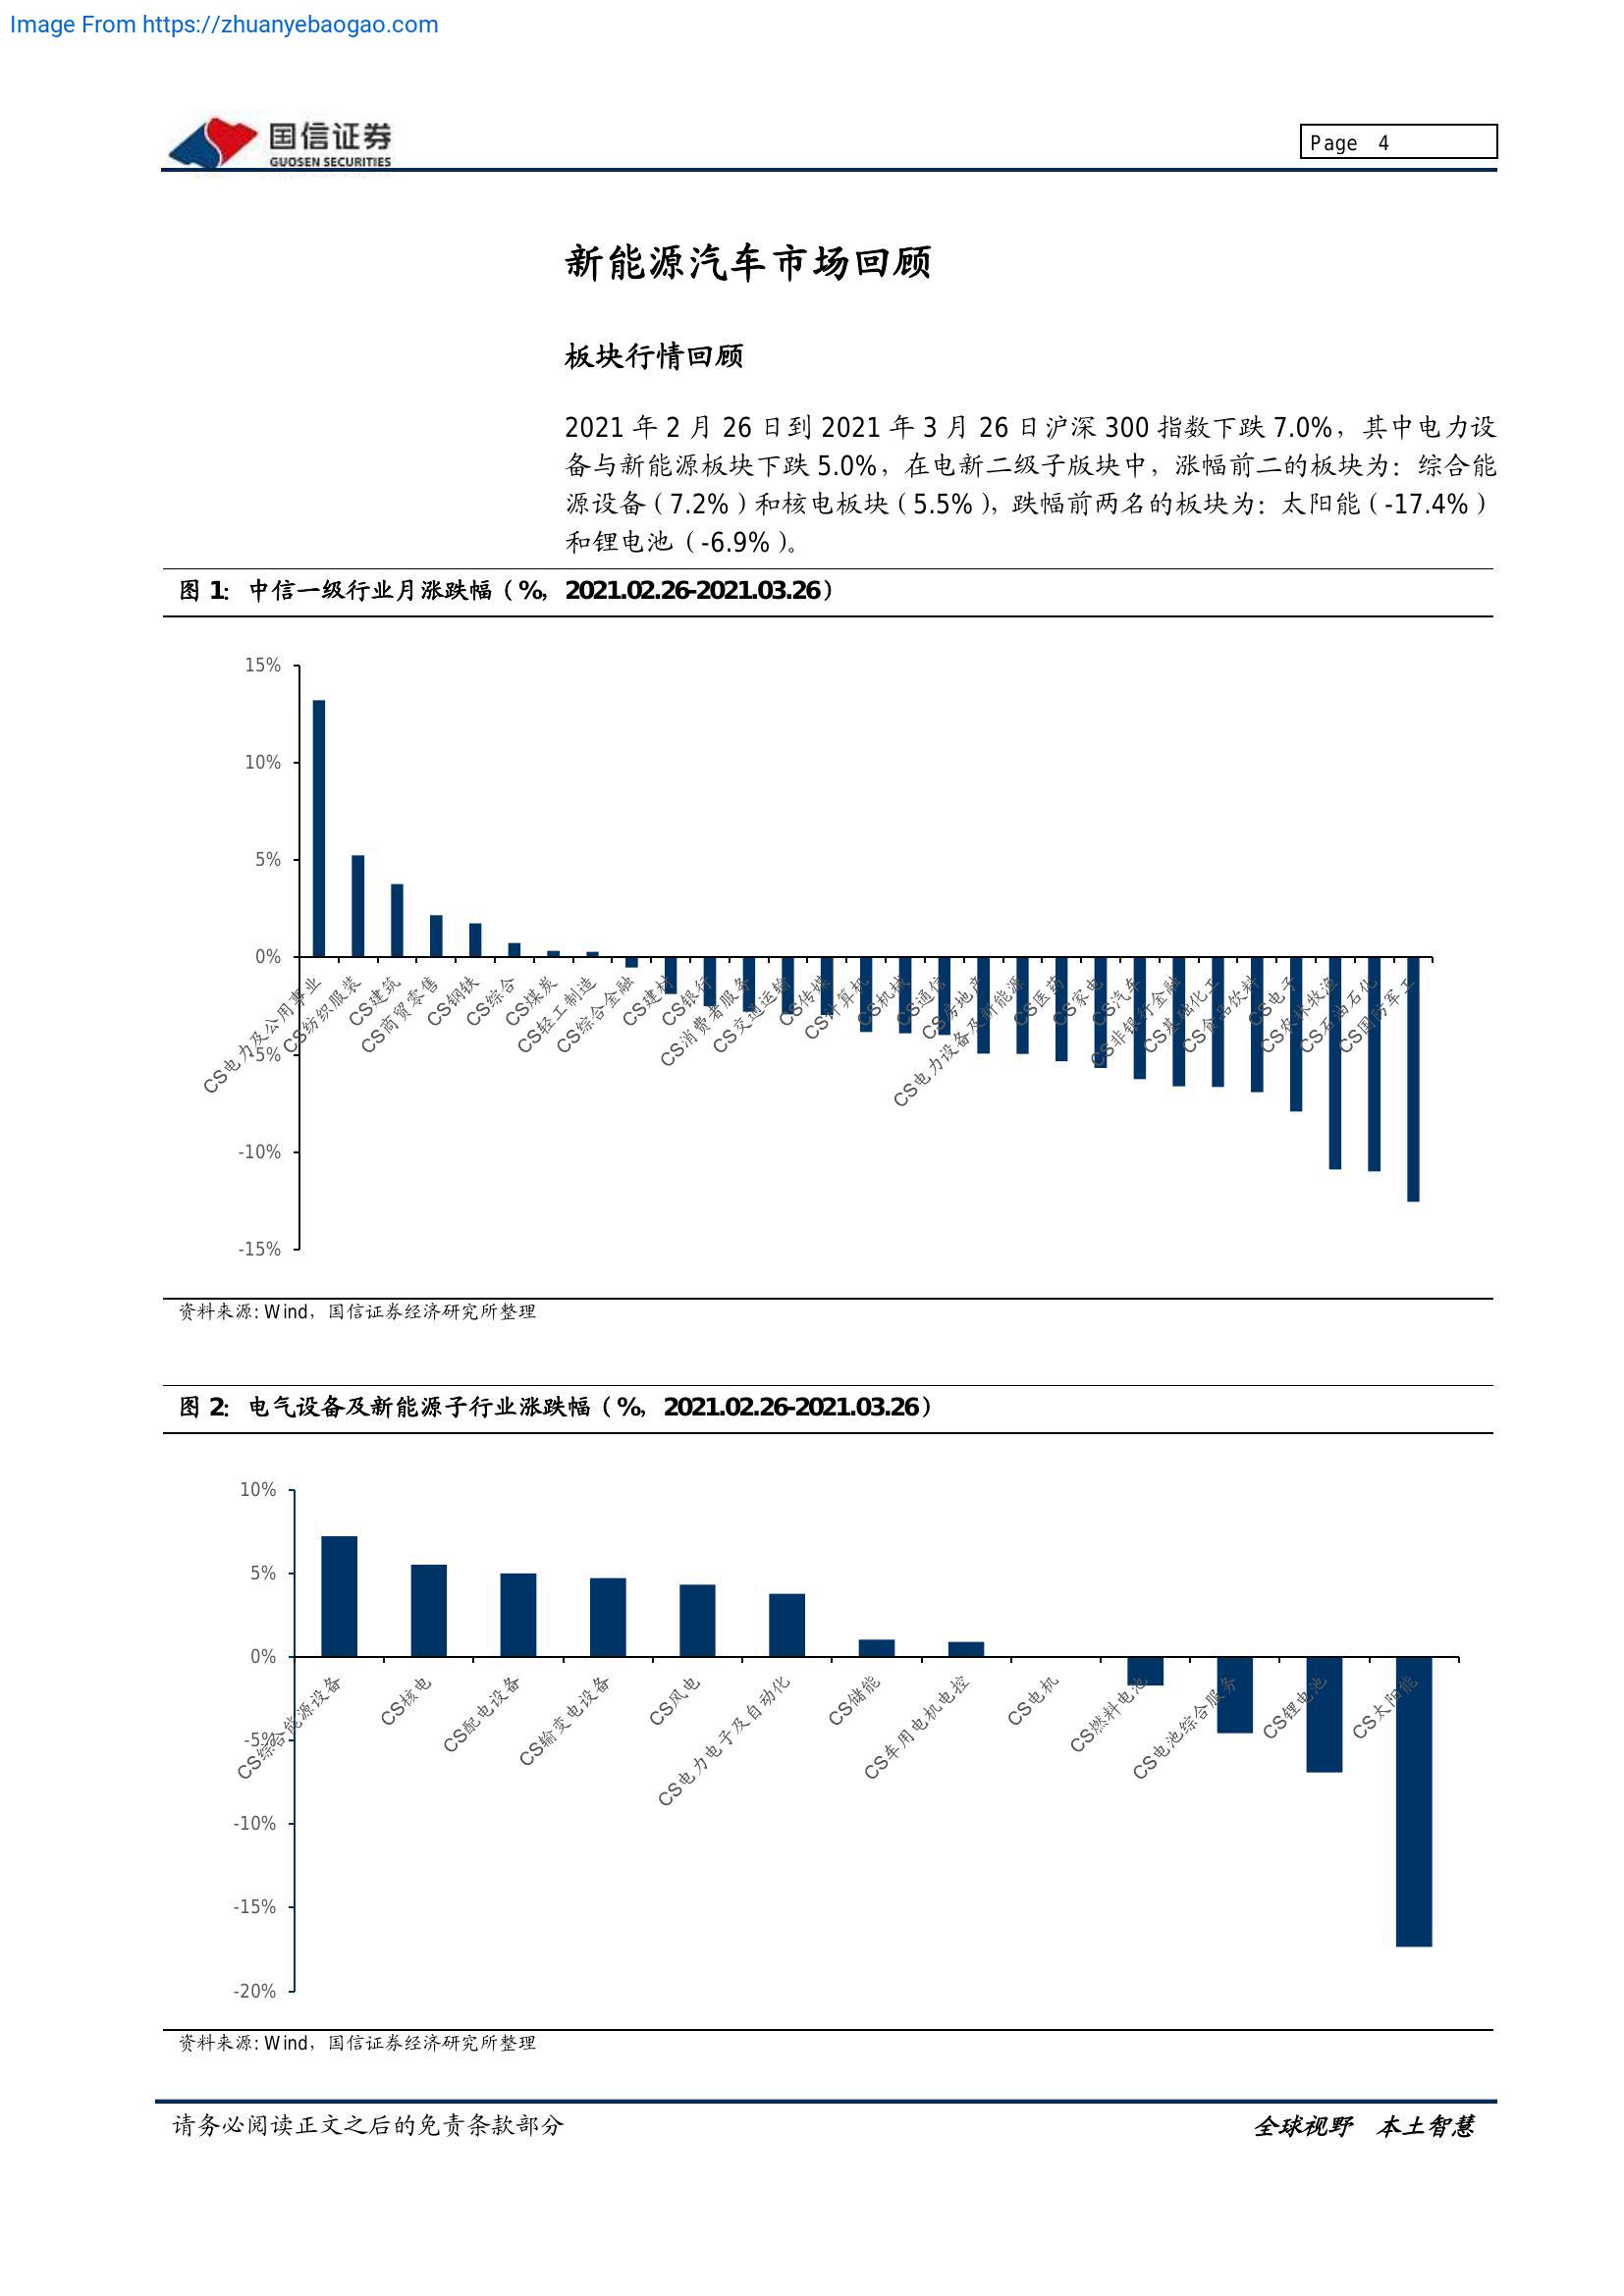 Image From https://zhuanyebaogao.com
国信证券
GUOSEN SECURITIES
Page 4
新能源汽车市场回顾
板块行情回顾
2021 年 2 月 26 日到 2021 年 3 月 26 日沪深 300 指数下跌 7.0%，其中电力设
备与新能源板块下跌 5.0%，在电新二级子版块中，涨幅前二的板块为：综合能
源设备（7.2%）和核电板块（5.5%），跌幅前两名的板块为：太阳能（-17.4%）
和锂电池（-6.9%）。
图 1：中信一级行业月涨跌幅（%，2021.02.26-2021.03.26）
15%
10%
5%
0%
-5%
-10%
-15%
CS电力及公用事业
CS纺织服装
CS建筑
CS商贸零售
CS钢铁
CS综合
CS煤炭
CS轻工制造
CS综合金融
CS建材
CS银行
CS消费者服务
CS交通运输
CS传媒
CS计算机
CS机械
CS通信
CS房地产
CS电力设备及新能源
CS医药
CS家电
CS汽车
CS非银行金融
CS基础化工
CS食品饮料
CS电子
CS农林牧渔
CS石油石化
CS国防军工
资料来源: Wind，国信证券经济研究所整理
图 2：电气设备及新能源子行业涨跌幅（%，2021.02.26-2021.03.26）
10%
5%
0%
-5%
-10%
-15%
-20%
CS综合能源设备
CS核电
CS配电设备
CS输变电设备
CS风电
CS电力电子及自动化
CS储能
CS车用电机电控
CS电机
CS燃料电池
CS电池综合服务
CS锂电池
CS太阳能
资料来源: Wind，国信证券经济研究所整理
请务必阅读正文之后的免责条款部分
全球视野 本土智慧